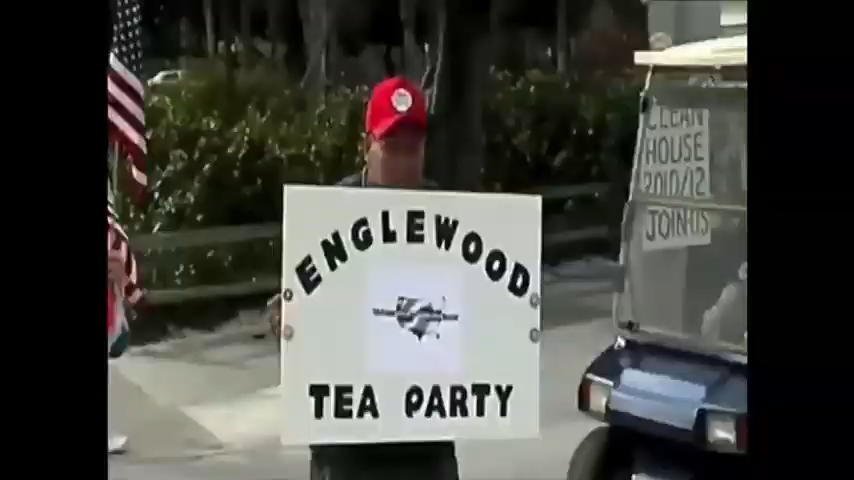 ENGLEWOOD
TEA PARTY
CLEAN
HOUSE
2010/12
JOIN US